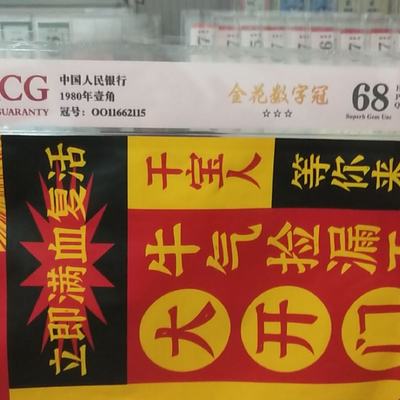 CG
GUARANTY
中国人民银行
1980年壹角
冠号：OO11662115
金花数字冠
☆☆☆
68
Superb Gem Unc
立即满血复活
千宝人
等你来
牛气捡漏
大开门